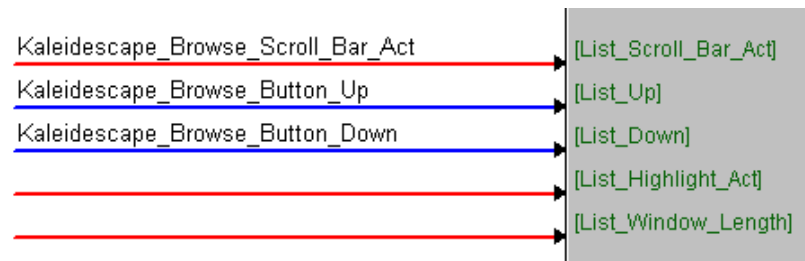 Kaleidescape_Browse_Scroll_Bar_Act [List_Scroll_Bar_Act]
Kaleidescape_Browse_Button_Up [List_Up]
Kaleidescape_Browse_Button_Down [List_Down]
[List_Highlight_Act]
[List_Window_Length]